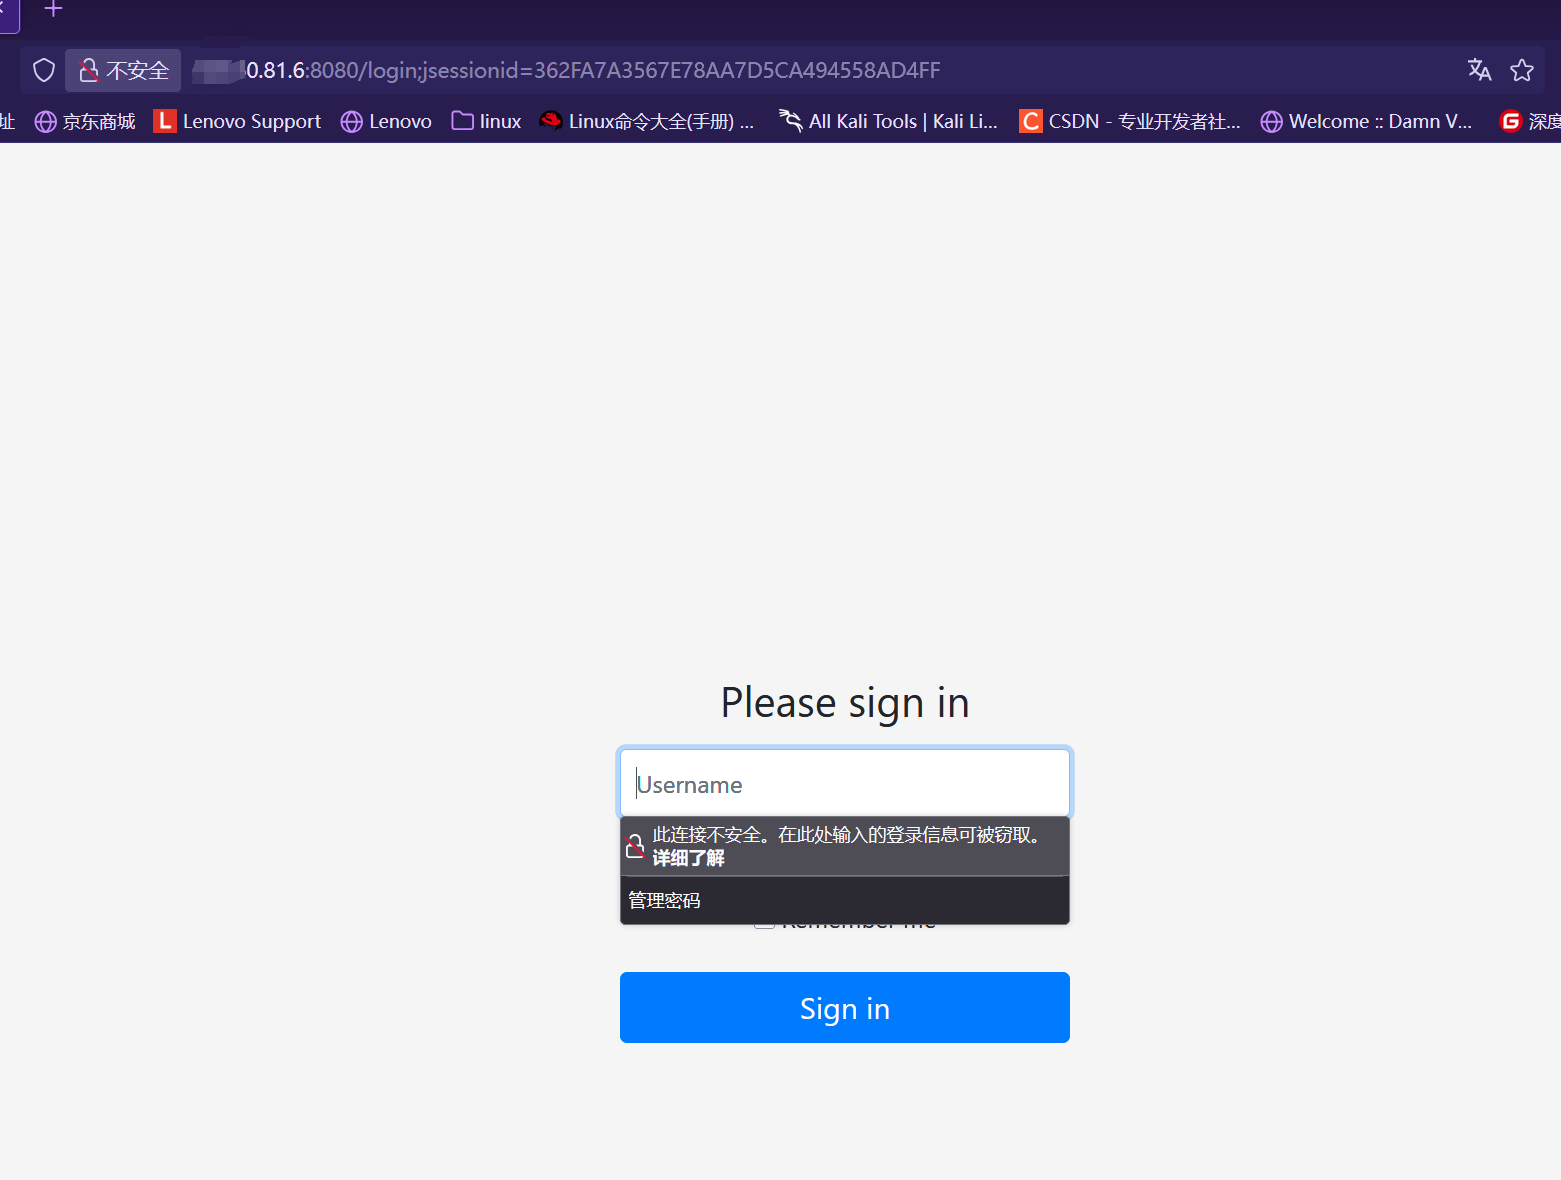 不安全 0.81.6:8080/login;jsessionid=362FA7A3567E78AA7D5CA494558AD4FF
址 京东商城 L Lenovo Support Lenovo linux Linux命令大全(手册) ... All Kali Tools | Kali Li... C CSDN - 专业开发者社... Welcome :: Damn V... G 深度
Please sign in
Username
此连接不安全。在此处输入的登录信息可被窃取。
详细了解
管理密码
Remember me
Sign in